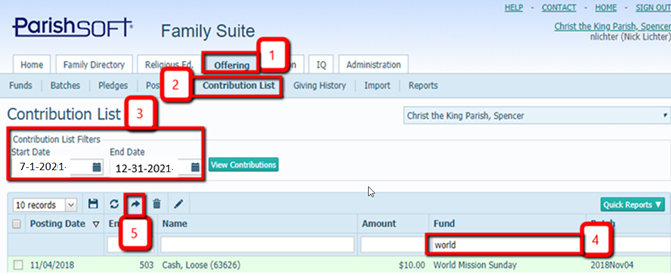 HELP - CONTACT - HOME - SIGN OUT
ParishSOFT Family Suite
Christ the King Parish, Spencer
nlichter (Nick Lichter)
1
Home Family Directory Religious Ed. Offering IQ Administration
2
Funds Batches Pledges Contribution List Giving History Import Reports
3
Contribution List
Christ the King Parish, Spencer
Contribution List Filters
Start Date End Date
7-1-2021 12-31-2021
View Contributions
10 records
Quick Reports ▼
5
4
Posting Date Name Amount Fund
world
11/04/2018 503 Cash, Loose (63626) $10.00 World Mission Sunday 2018Nov04